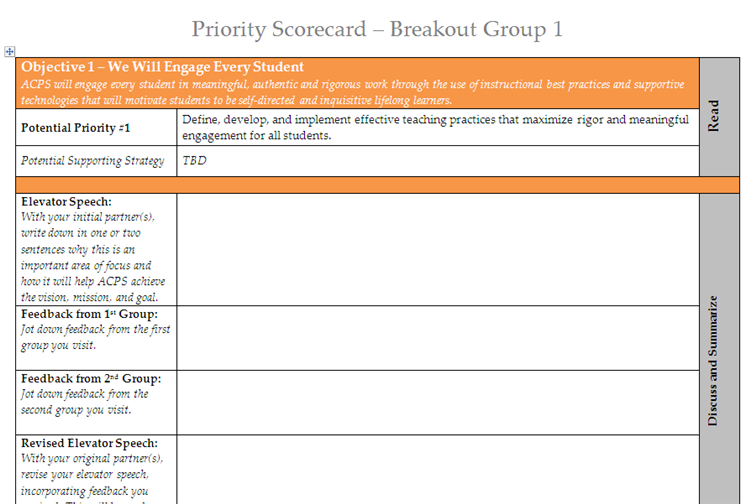 Priority Scorecard – Breakout Group 1
Objective 1 – We Will Engage Every Student
ACPS will engage every student in meaningful, authentic and rigorous work through the use of instructional best practices and supportive
technologies that will motivate students to be self-directed and inquisitive lifelong learners.
Read
Potential Priority #1
Define, develop, and implement effective teaching practices that maximize rigor and meaningful
engagement for all students.
Potential Supporting Strategy
TBD
Elevator Speech:
With your initial partner(s),
write down in one or two
sentences why this is an
important area of focus and
how it will help ACPS achieve
the vision, mission, and goal.
Discuss and Summarize
Feedback from 1st Group:
Jot down feedback from the first
group you visit.
Feedback from 2nd Group:
Jot down feedback from the
second group you visit.
Revised Elevator Speech:
With your original partner(s),
revise your elevator speech,
incorporating feedback you